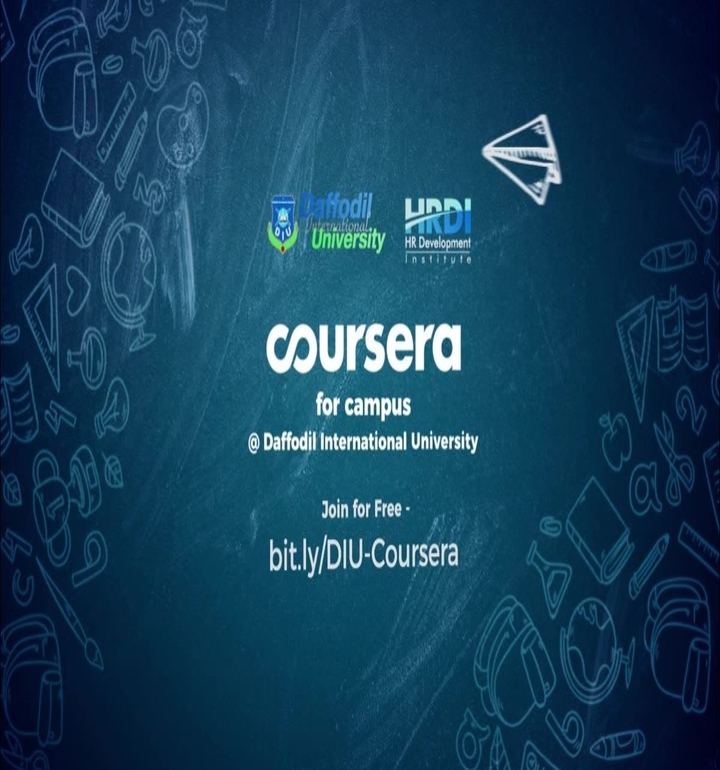 Daffodil
International
University
DIU
HRDI
HR Development
Institute
coursera
for campus
@ Daffodil International University
Join for Free -
bit.ly/DIU-Coursera